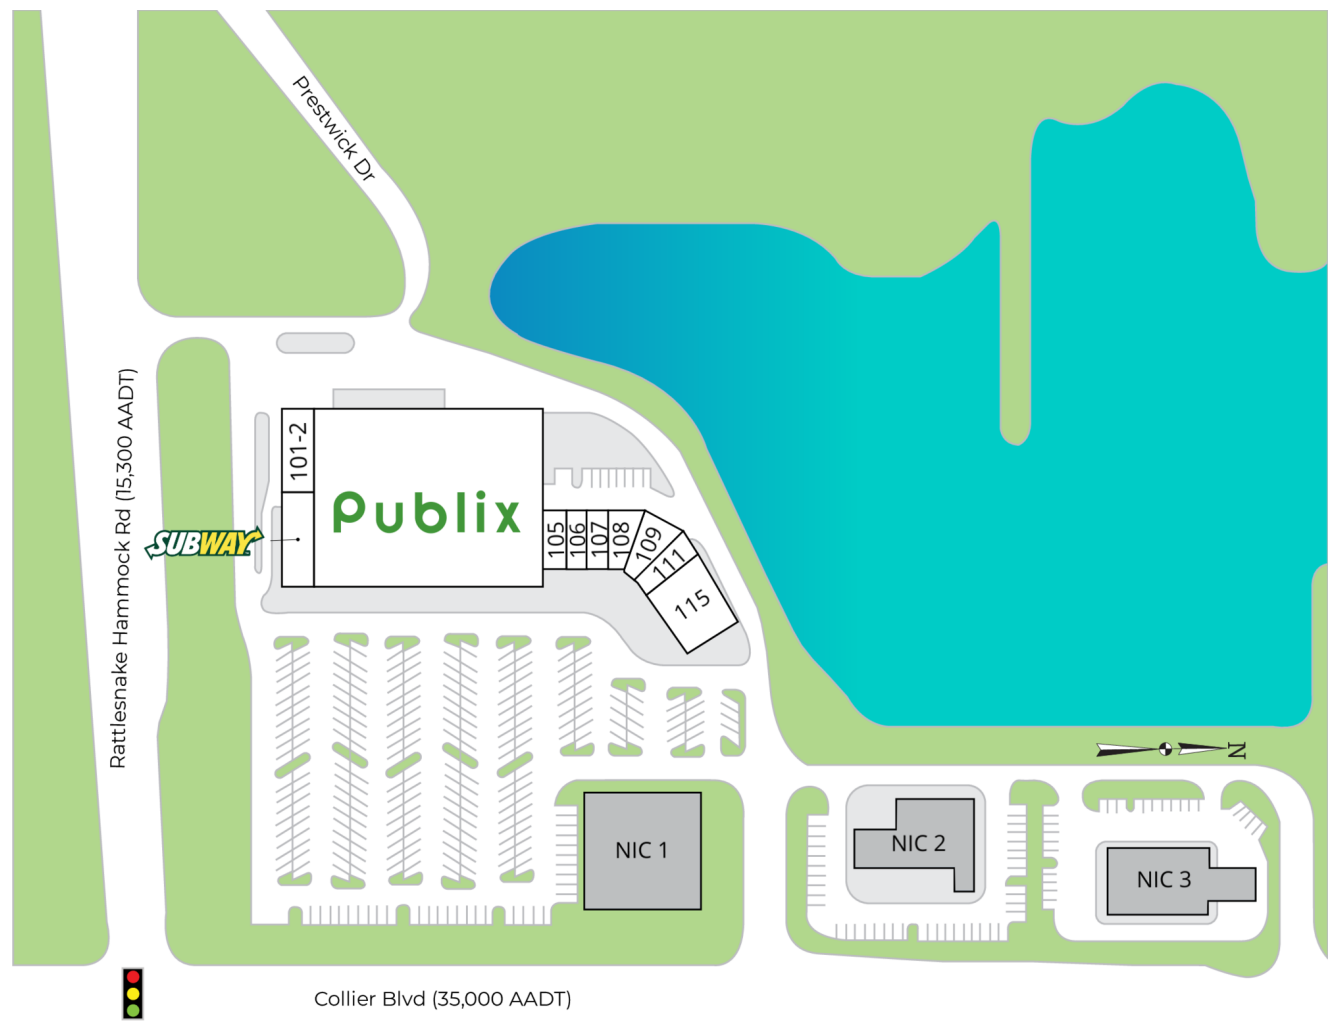 Prestwick Dr
Rattlesnake Hammock Rd (15,300 AADT)
101-2
Publix
SUBWAY
105
106
107
108
109
111
115
N
NIC 1
NIC 2
NIC 3
Collier Blvd (35,000 AADT)